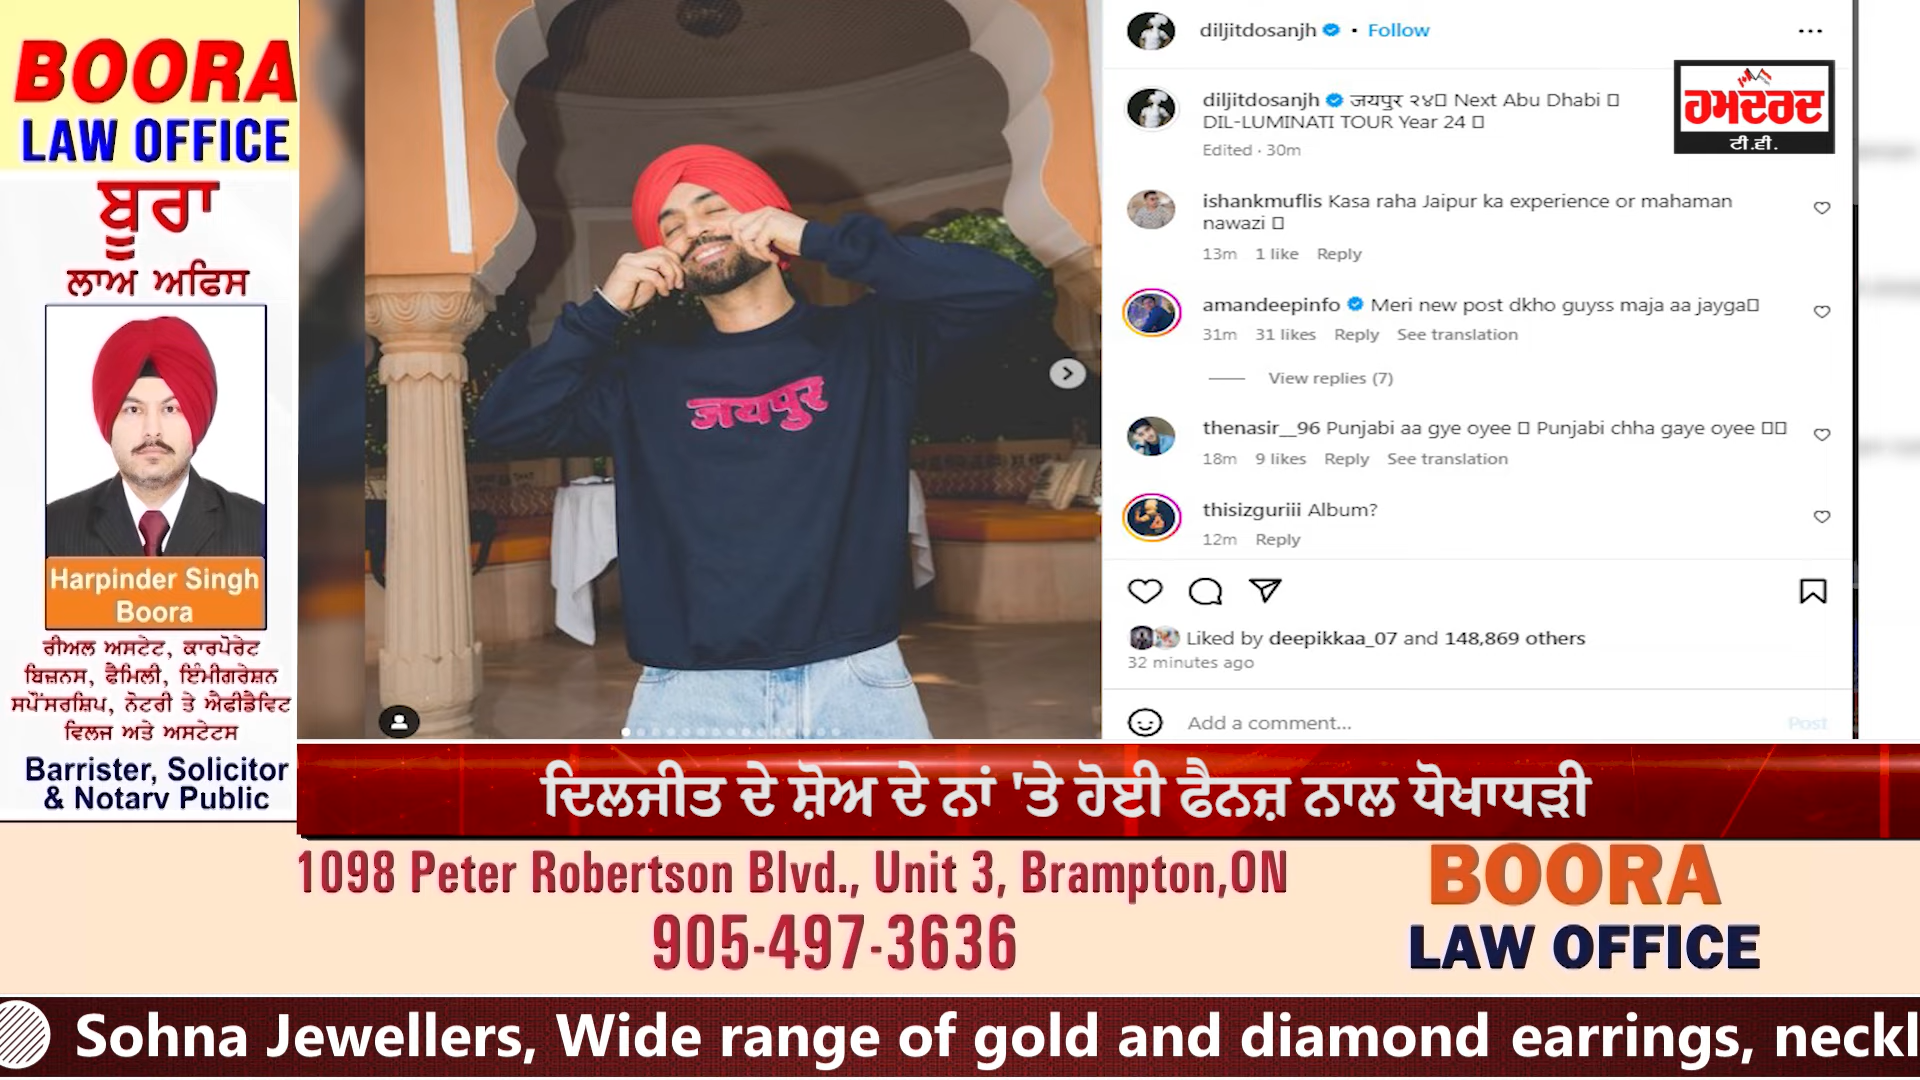 BOORA
LAW OFFICE
ਬੂਰਾ
ਲਾਅ ਅਫਿਸ
Harpinder Singh
Boora
ਰੀਅਲ ਅਸਟੇਟ, ਕਾਰਪੋਰੇਟ
ਬਿਜ਼ਨਸ, ਫੈਮਿਲੀ, ਇੰਮੀਗਰੇਸ਼ਨ
ਸਪੌਂਸਰਸ਼ਿਪ, ਨੋਟਰੀ ਤੇ ਐਫੀਡੈਵਿਟ
ਵਿਲਜ ਅਤੇ ਅਸਟੇਟਸ
Barrister, Solicitor
& Notary Public
जयपुर
diljitdosanjh • Follow
diljitdosanjh जयपुर २४ Next Abu Dhabi
DIL-LUMINATI TOUR Year 24
Edited · 30m
ਹਮਦਰਦ
ਟੀ.ਵੀ.
ishankmuflis Kasa raha Jaipur ka experience or mahaman
nawazi
13m 1 like Reply
amandeepinfo Meri new post dkho guyss maja aa jayga
31m 31 likes Reply See translation
View replies (7)
thenasir__96 Punjabi aa gye oyee Punjabi chha gaye oyee
18m 9 likes Reply See translation
thisizguriii Album?
12m Reply
Liked by deepikkaa_07 and 148,869 others
32 minutes ago
Add a comment...
Post
ਦਿਲਜੀਤ ਦੇ ਸ਼ੋਅ ਦੇ ਨਾਂ 'ਤੇ ਹੋਈ ਫੈਨਜ਼ ਨਾਲ ਧੋਖਾਧੜੀ
1098 Peter Robertson Blvd., Unit 3, Brampton,ON
905-497-3636
BOORA
LAW OFFICE
Sohna Jewellers, Wide range of gold and diamond earrings, neckl